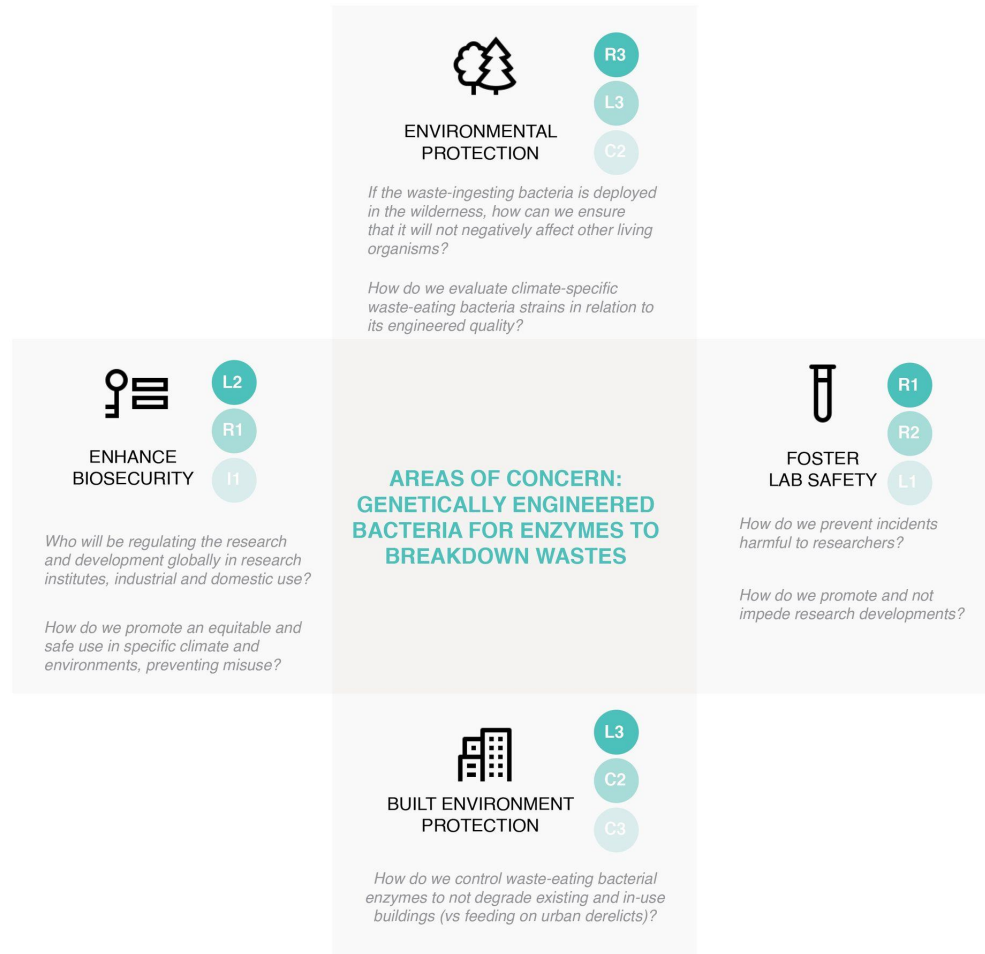 R3
L3
C2
ENVIRONMENTAL
PROTECTION
If the waste-ingesting bacteria is deployed
in the wilderness, how can we ensure
that it will not negatively affect other living
organisms?
How do we evaluate climate-specific
waste-eating bacteria strains in relation to
its engineered quality?
L2
R1
I1
ENHANCE
BIOSECURITY
Who will be regulating the research
and development globally in research
institutes, industrial and domestic use?
How do we promote an equitable and
safe use in specific climate and
environments, preventing misuse?
AREAS OF CONCERN:
GENETICALLY ENGINEERED
BACTERIA FOR ENZYMES TO
BREAKDOWN WASTES
R1
R2
L1
FOSTER
LAB SAFETY
How do we prevent incidents
harmful to researchers?
How do we promote and not
impede research developments?
L3
C2
C3
BUILT ENVIRONMENT
PROTECTION
How do we control waste-eating bacterial
enzymes to not degrade existing and in-use
buildings (vs feeding on urban derelicts)?